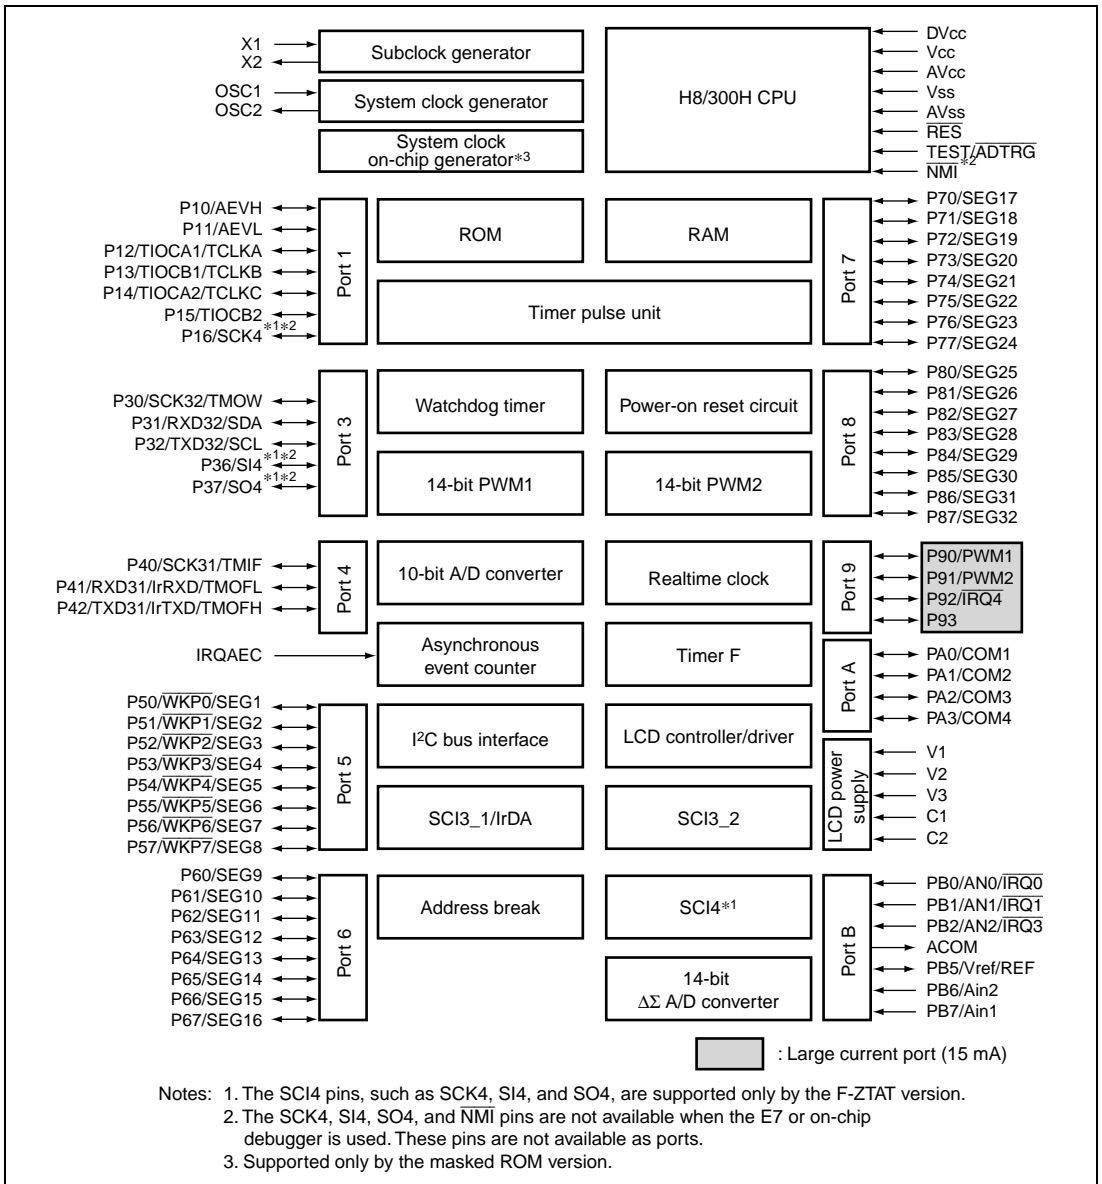 X1
X2
Subclock generator
OSC1
OSC2
System clock generator
System clock
on-chip generator*3
H8/300H CPU
DVcc
Vcc
AVcc
Vss
AVss
RES
TEST/ADTRG
NMI*2
P10/AEVH
P11/AEVL
P12/TIOCA1/TCLKA
P13/TIOCB1/TCLKB
P14/TIOCA2/TCLKC
P15/TIOCB2
P16/SCK4*1*2
Port 1
ROM
RAM
Timer pulse unit
Port 7
P70/SEG17
P71/SEG18
P72/SEG19
P73/SEG20
P74/SEG21
P75/SEG22
P76/SEG23
P77/SEG24
P30/SCK32/TMOW
P31/RXD32/SDA
P32/TXD32/SCL
P36/SI4*1*2
P37/SO4*1*2
Port 3
Watchdog timer
Power-on reset circuit
14-bit PWM1
14-bit PWM2
Port 8
P80/SEG25
P81/SEG26
P82/SEG27
P83/SEG28
P84/SEG29
P85/SEG30
P86/SEG31
P87/SEG32
P40/SCK31/TMIF
P41/RXD31/IrRXD/TMOFL
P42/TXD31/IrTXD/TMOFH
Port 4
10-bit A/D converter
Realtime clock
Port 9
P90/PWM1
P91/PWM2
P92/IRQ4
P93
IRQAEC
Asynchronous
event counter
Timer F
Port A
PA0/COM1
PA1/COM2
PA2/COM3
PA3/COM4
P50/WKP0/SEG1
P51/WKP1/SEG2
P52/WKP2/SEG3
P53/WKP3/SEG4
P54/WKP4/SEG5
P55/WKP5/SEG6
P56/WKP6/SEG7
P57/WKP7/SEG8
Port 5
I²C bus interface
LCD controller/driver
SCI3_1/IrDA
SCI3_2
LCD power
supply
V1
V2
V3
C1
C2
P60/SEG9
P61/SEG10
P62/SEG11
P63/SEG12
P64/SEG13
P65/SEG14
P66/SEG15
P67/SEG16
Port 6
Address break
SCI4*1
14-bit
ΔΣ A/D converter
Port B
PB0/AN0/IRQ0
PB1/AN1/IRQ1
PB2/AN2/IRQ3
ACOM
PB5/Vref/REF
PB6/Ain2
PB7/Ain1
: Large current port (15 mA)
Notes: 1. The SCI4 pins, such as SCK4, SI4, and SO4, are supported only by the F-ZTAT version.
2. The SCK4, SI4, SO4, and NMI pins are not available when the E7 or on-chip
debugger is used. These pins are not available as ports.
3. Supported only by the masked ROM version.